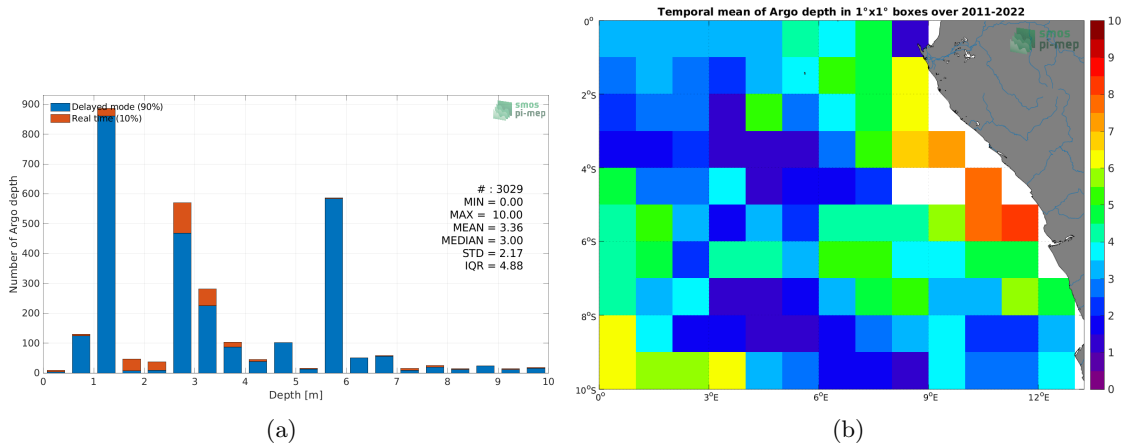 Temporal mean of Argo depth in 1°x1° boxes over 2011-2022
Delayed mode (90%)
Real time (10%)
smos
pi-mep
# : 3029
MIN = 0.00
MAX = 10.00
MEAN = 3.36
MEDIAN = 3.00
STD = 2.17
IQR = 4.88
Number of Argo depth
900
800
700
600
500
400
300
200
100
0
0 1 2 3 4 5 6 7 8 9 10
Depth [m]
(a)
smos
pi-mep
0°
2°S
4°S
6°S
8°S
10°S
0° 3°E 6°E 9°E 12°E
10
9
8
7
6
5
4
3
2
1
0
(b)